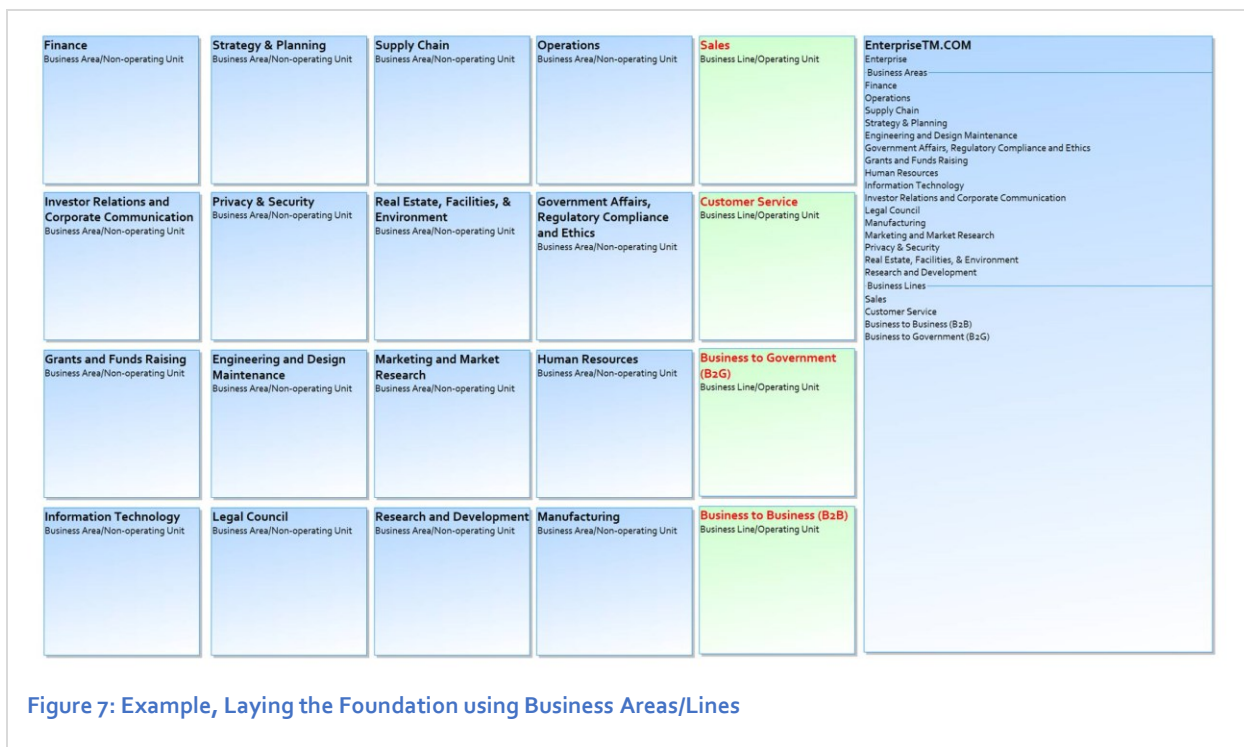 Finance
Business Area/Non-operating Unit
Strategy & Planning
Business Area/Non-operating Unit
Supply Chain
Business Area/Non-operating Unit
Operations
Business Area/Non-operating Unit
Sales
Business Line/Operating Unit
Investor Relations and
Corporate Communication
Business Area/Non-operating Unit
Privacy & Security
Business Area/Non-operating Unit
Real Estate, Facilities, &
Environment
Business Area/Non-operating Unit
Government Affairs,
Regulatory Compliance
and Ethics
Business Area/Non-operating Unit
Customer Service
Business Line/Operating Unit
Grants and Funds Raising
Business Area/Non-operating Unit
Engineering and Design
Maintenance
Business Area/Non-operating Unit
Marketing and Market
Research
Business Area/Non-operating Unit
Human Resources
Business Area/Non-operating Unit
Business to Government
(B2G)
Business Line/Operating Unit
Information Technology
Business Area/Non-operating Unit
Legal Council
Business Area/Non-operating Unit
Research and Development
Business Area/Non-operating Unit
Manufacturing
Business Area/Non-operating Unit
Business to Business (B2B)
Business Line/Operating Unit
EnterpriseTM.COM
Enterprise
Business Areas
Finance
Operations
Supply Chain
Strategy & Planning
Engineering and Design Maintenance
Government Affairs, Regulatory Compliance and Ethics
Grants and Funds Raising
Human Resources
Information Technology
Investor Relations and Corporate Communication
Legal Council
Manufacturing
Marketing and Market Research
Privacy & Security
Real Estate, Facilities, & Environment
Research and Development
Business Lines
Sales
Customer Service
Business to Business (B2B)
Business to Government (B2G)
Figure 7: Example, Laying the Foundation using Business Areas/Lines